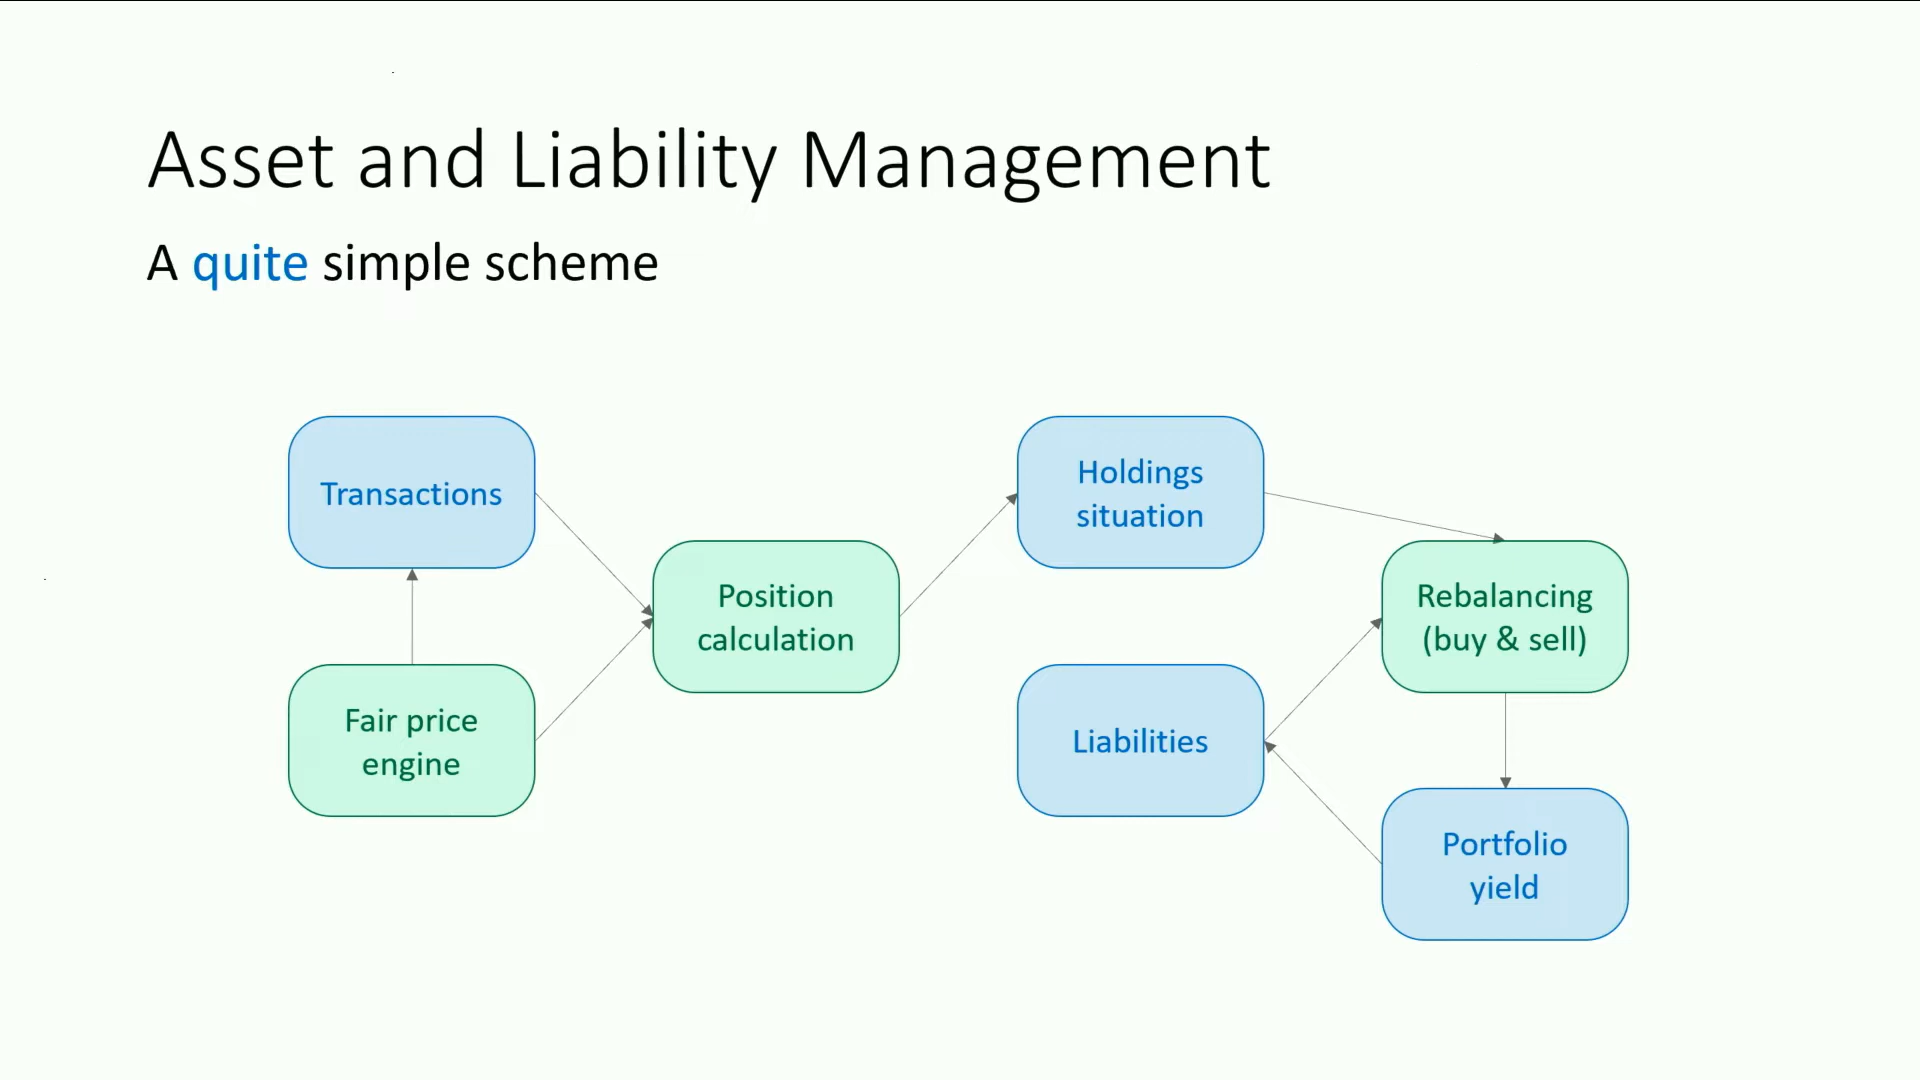 Asset and Liability Management
A quite simple scheme
Transactions
Holdings
situation
Position
calculation
Rebalancing
(buy & sell)
Fair price
engine
Liabilities
Portfolio
yield